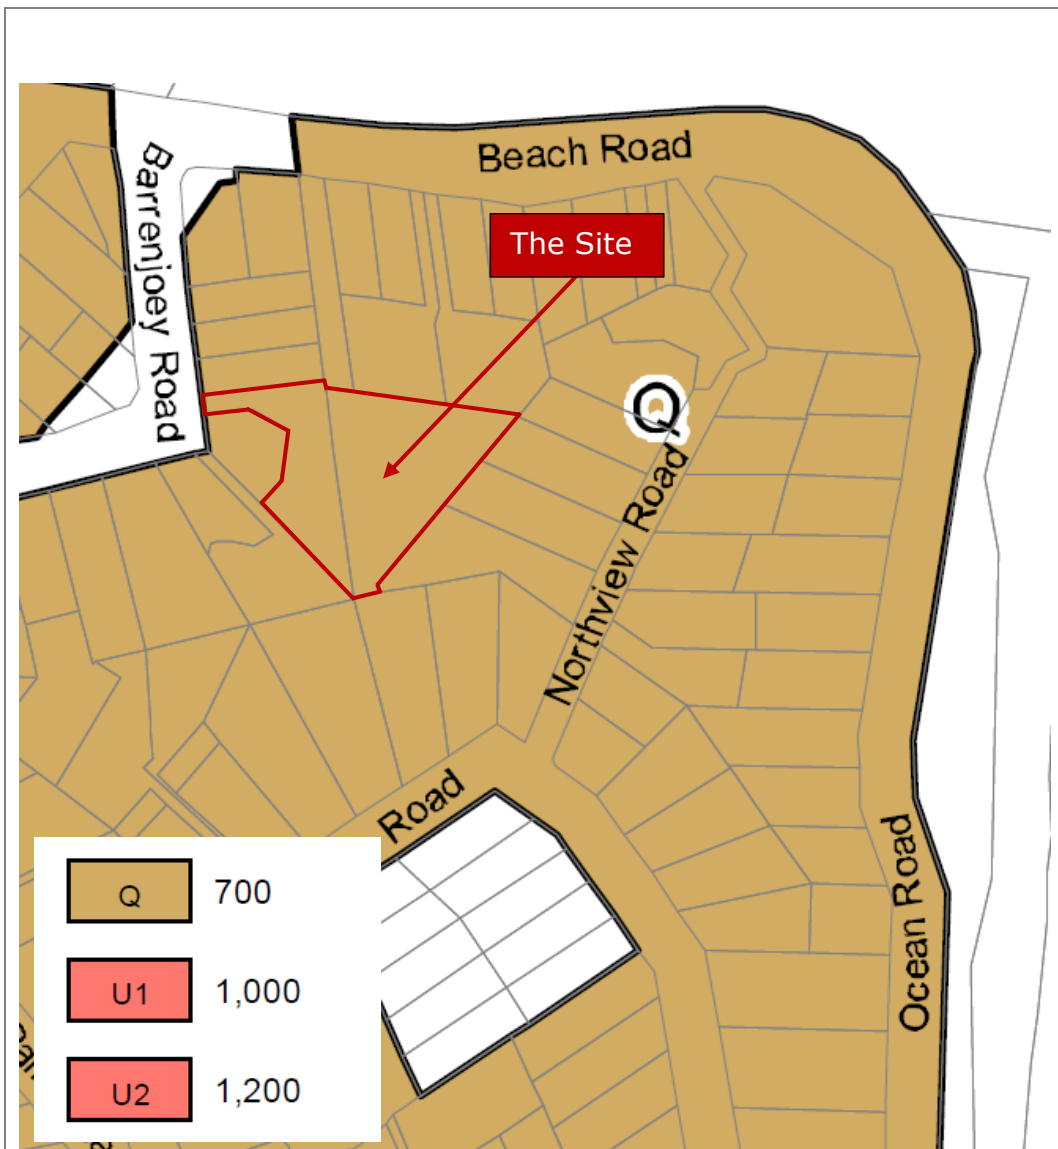 Beach Road
Barrenjoey Road
The Site
Q
Northview Road
Road
Ocean Road
Q 700
U1 1,000
U2 1,200